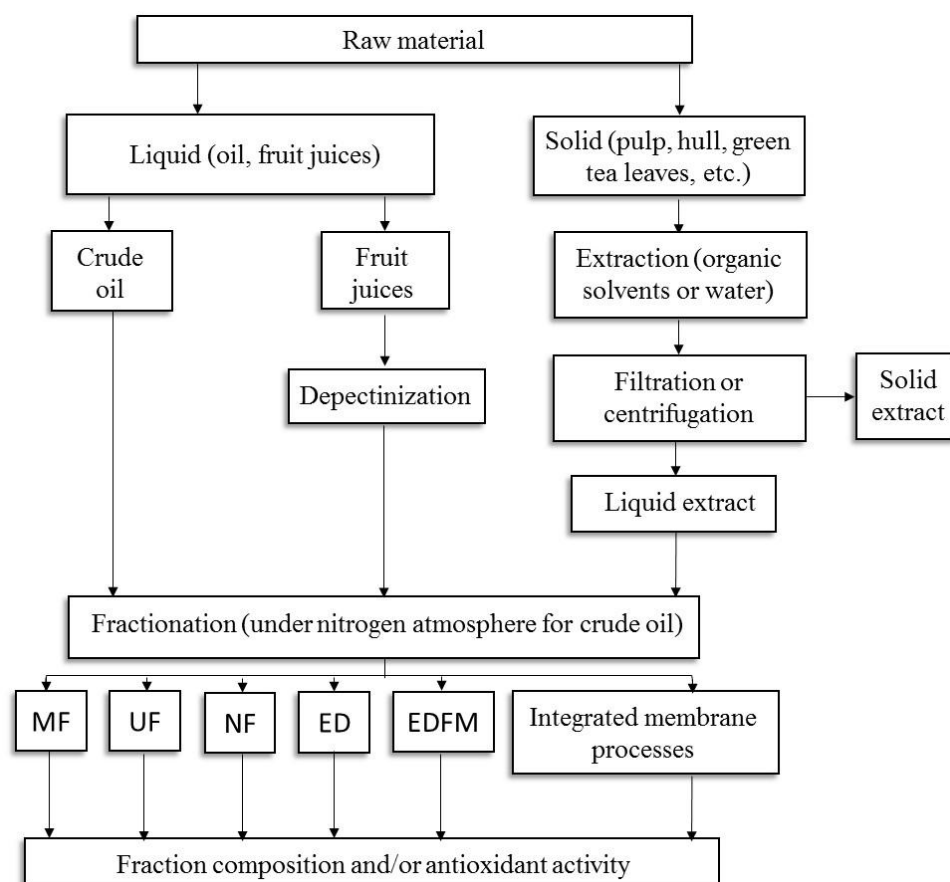 Raw material
Liquid (oil, fruit juices)
Solid (pulp, hull, green
tea leaves, etc.)
Crude
oil
Fruit
juices
Extraction (organic
solvents or water)
Depectinization
Filtration or
centrifugation
Solid
extract
Liquid extract
Fractionation (under nitrogen atmosphere for crude oil)
MF
UF
NF
ED
EDFM
Integrated membrane
processes
Fraction composition and/or antioxidant activity